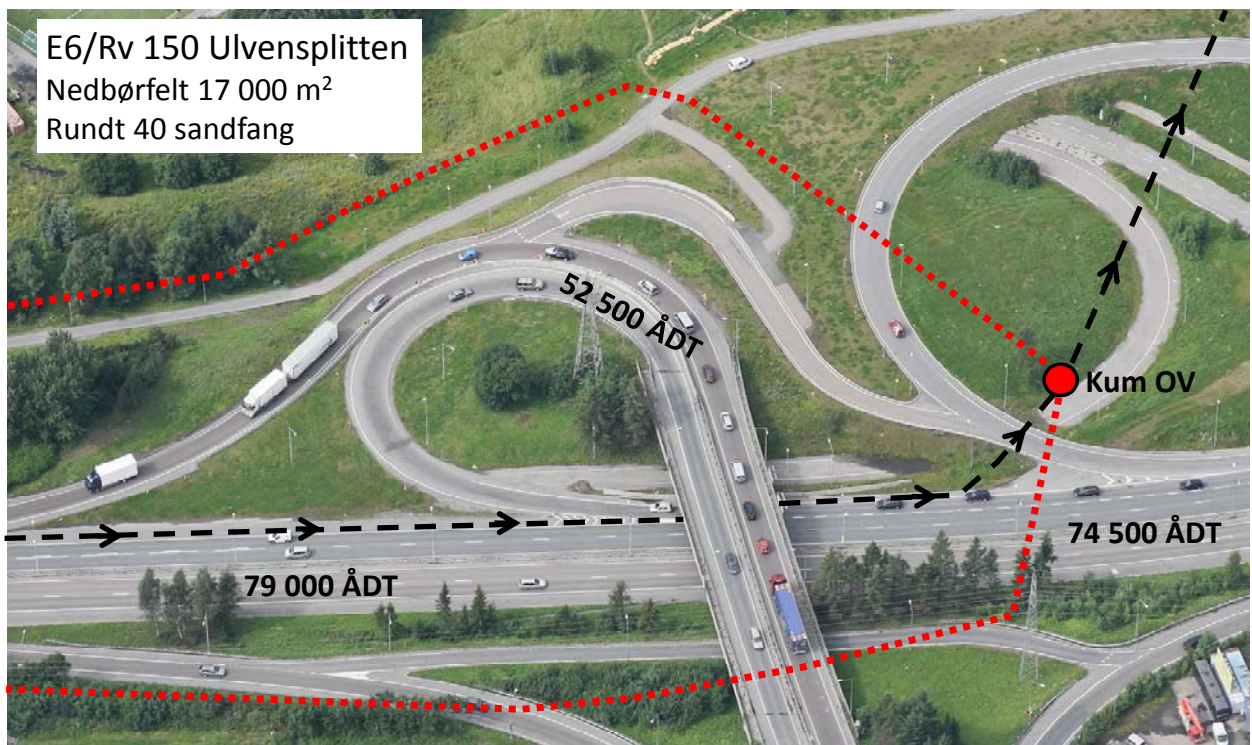 E6/Rv 150 Ulvensplitten
Nedbørfelt 17 000 m²
Rundt 40 sandfang
52 500 ÅDT
Kum OV
74 500 ÅDT
79 000 ÅDT